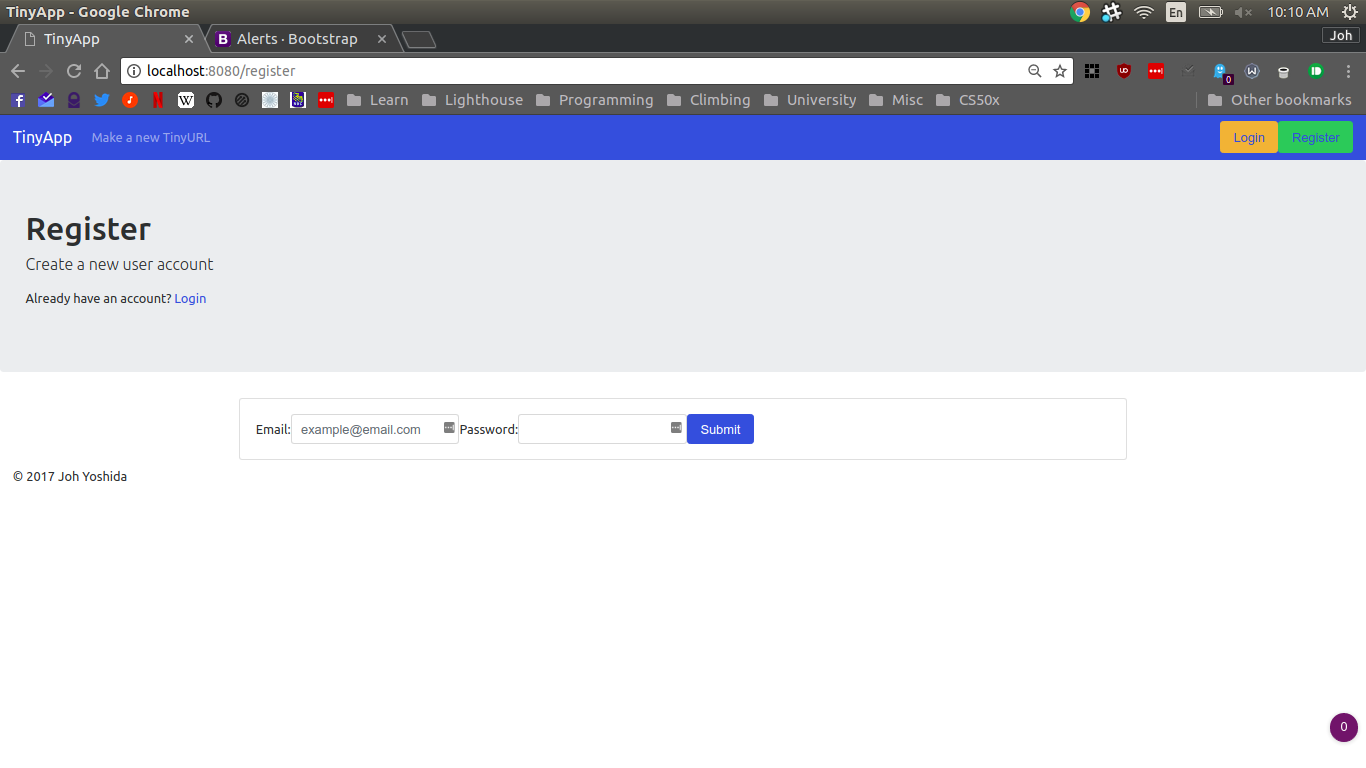 TinyApp - Google Chrome
En
10:10 AM
TinyApp
Alerts · Bootstrap
Joh
localhost:8080/register
0
Learn
Lighthouse
Programming
Climbing
University
Misc
CS50x
Other bookmarks
TinyApp
Make a new TinyURL
Login
Register
Register
Create a new user account
Already have an account? Login
Email:
example@email.com
Password:
Submit
© 2017 Joh Yoshida
0